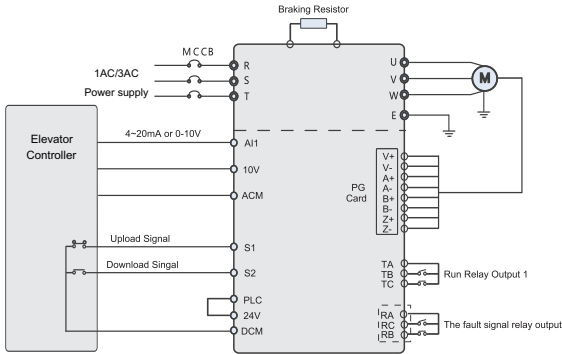 Braking Resistor
MCCB
1AC/3AC
Power supply
R
S
T
U
V
W
E
M
Elevator
Controller
4~20mA or 0-10V
AI1
10V
ACM
Upload Signal
S1
Download Singal
S2
PLC
24V
DCM
PG
Card
V+
V-
A+
A-
B+
B-
Z+
Z-
TA
TB
TC
Run Relay Output 1
RA
RC
RB
The fault signal relay output